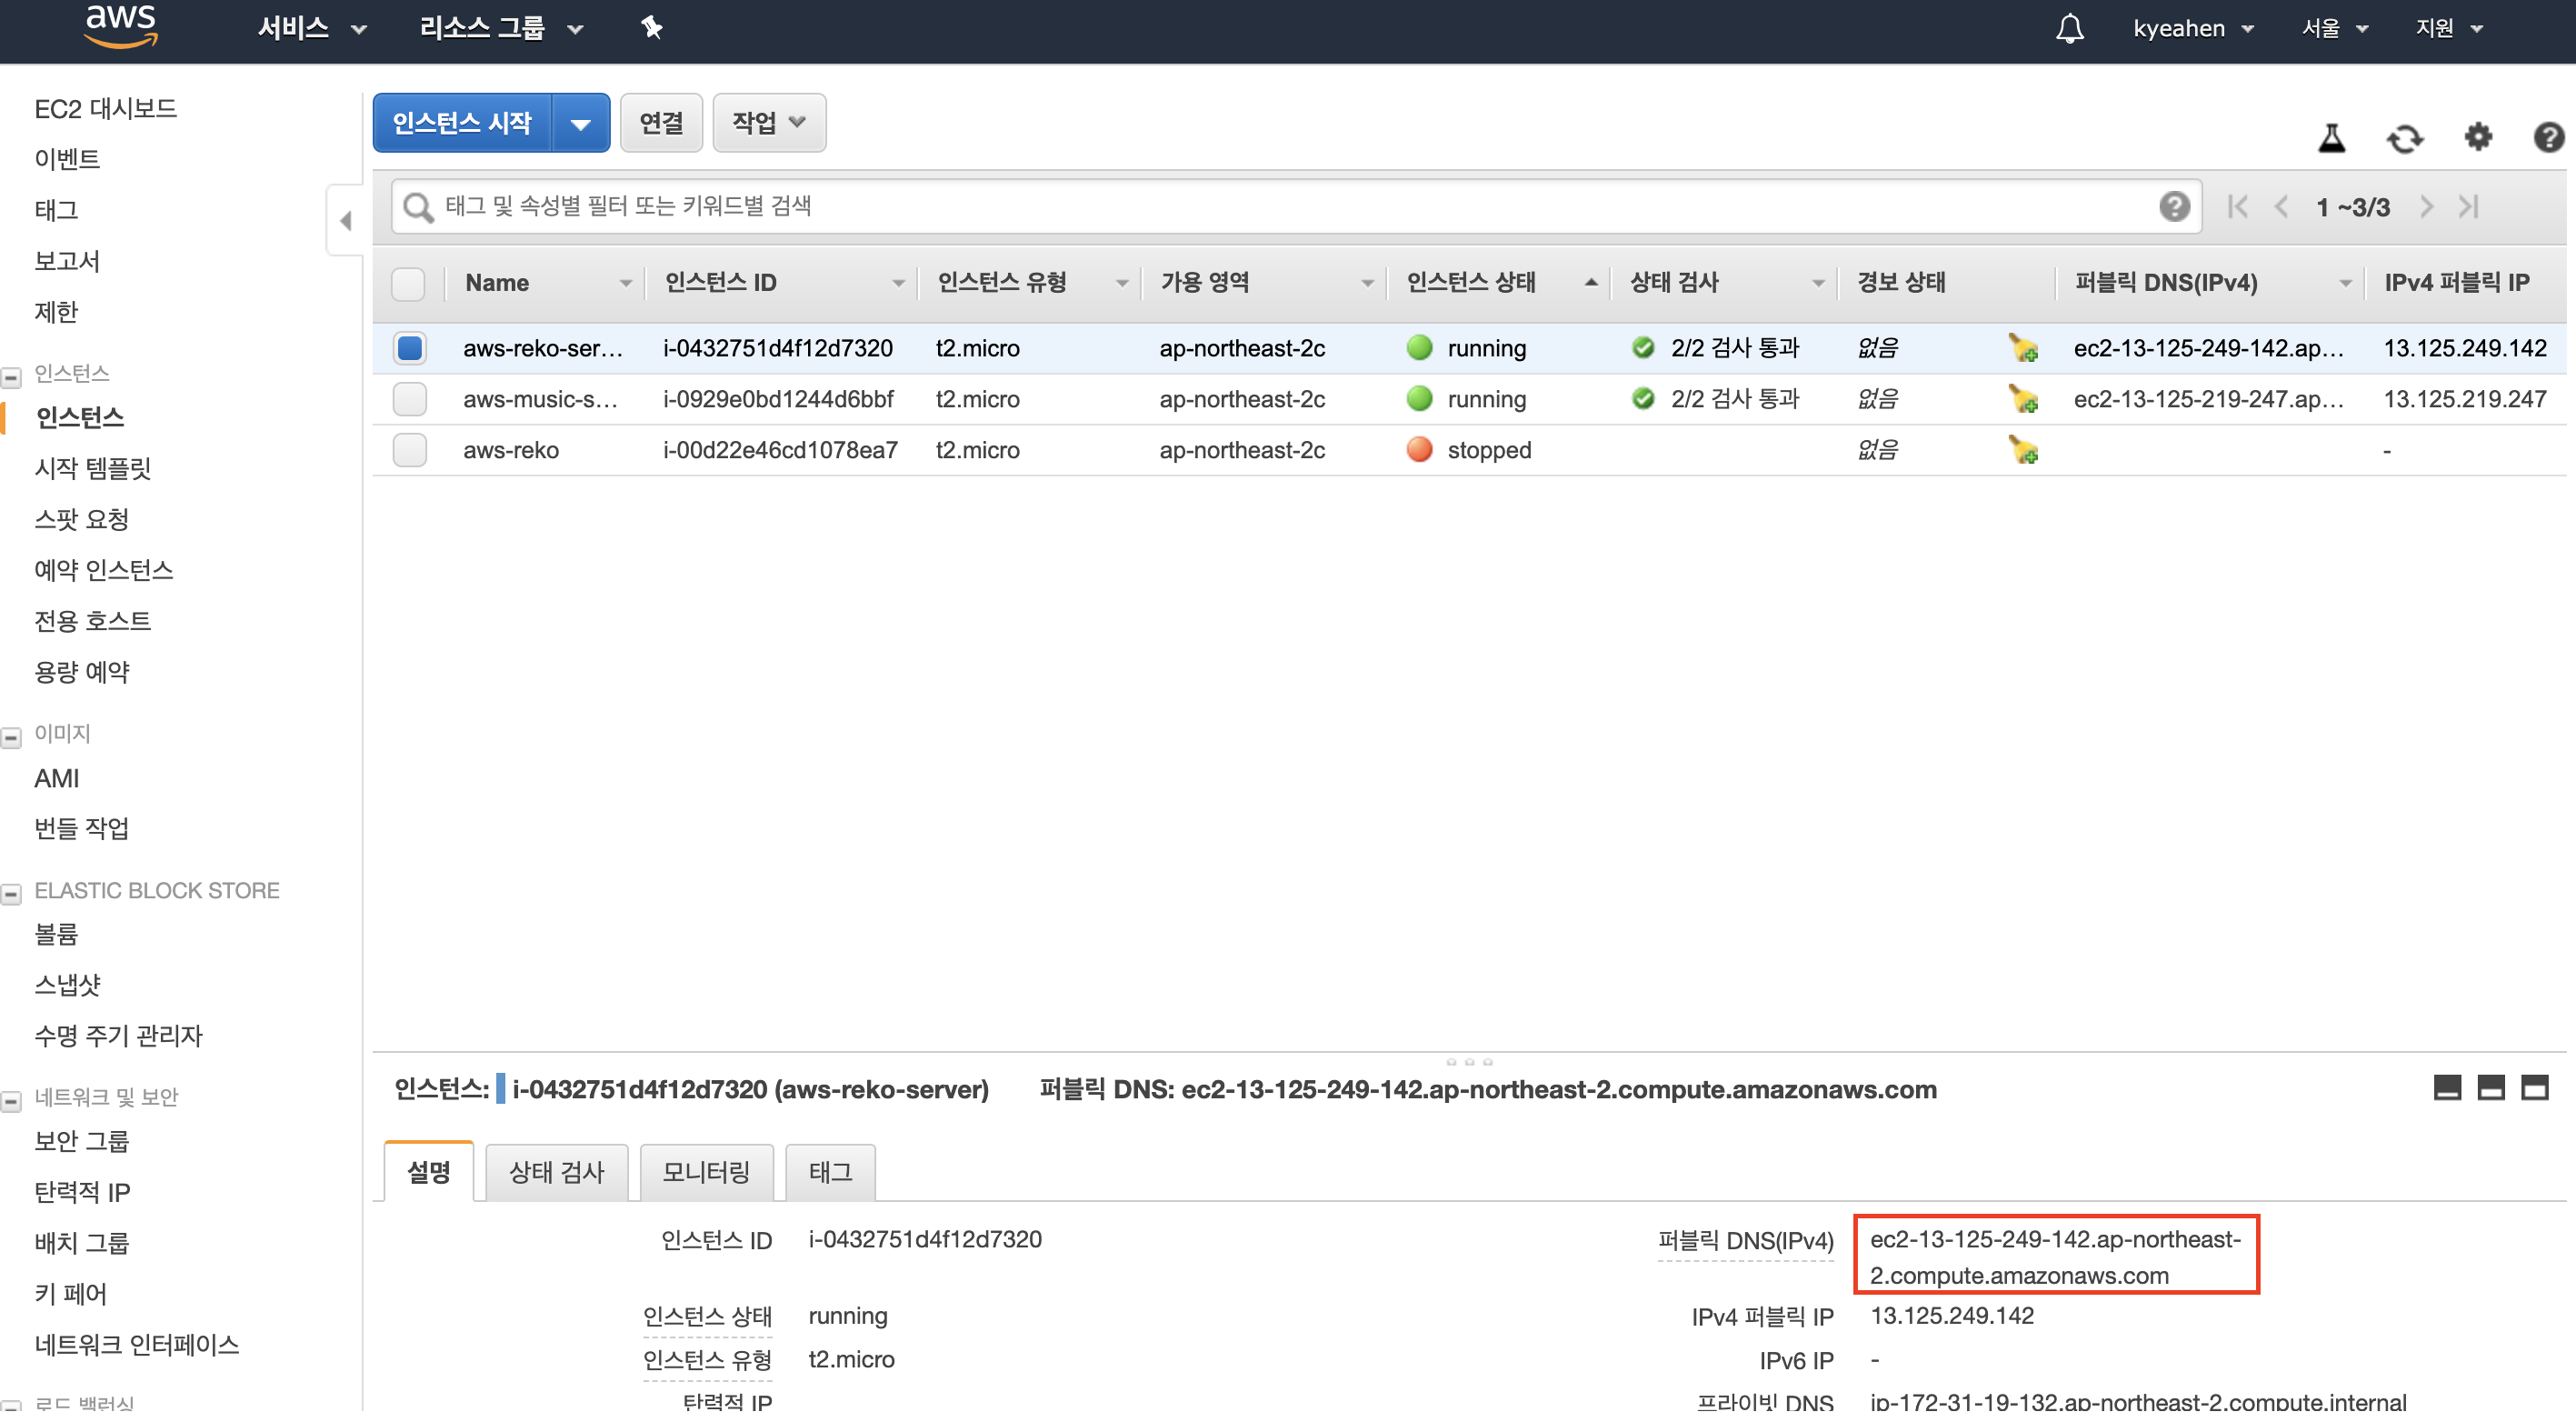 aws
서비스
리소스 그룹
kyeahen
서울
지원
EC2 대시보드
이벤트
태그
보고서
제한
인스턴스
인스턴스
시작 템플릿
스팟 요청
예약 인스턴스
전용 호스트
용량 예약
이미지
AMI
번들 작업
ELASTIC BLOCK STORE
볼륨
스냅샷
수명 주기 관리자
네트워크 및 보안
보안 그룹
탄력적 IP
배치 그룹
키 페어
네트워크 인터페이스
로드 밸런싱
인스턴스 시작
연결
작업
태그 및 속성별 필터 또는 키워드별 검색
1 ~3/3
Name 인스턴스 ID 인스턴스 유형 가용 영역 인스턴스 상태 상태 검사 경보 상태 퍼블릭 DNS(IPv4) IPv4 퍼블릭 IP
aws-reko-ser... i-0432751d4f12d7320 t2.micro ap-northeast-2c running 2/2 검사 통과 없음 ec2-13-125-249-142.ap... 13.125.249.142
aws-music-s... i-0929e0bd1244d6bbf t2.micro ap-northeast-2c running 2/2 검사 통과 없음 ec2-13-125-219-247.ap... 13.125.219.247
aws-reko i-00d22e46cd1078ea7 t2.micro ap-northeast-2c stopped 없음 -
인스턴스: i-0432751d4f12d7320 (aws-reko-server) 퍼블릭 DNS: ec2-13-125-249-142.ap-northeast-2.compute.amazonaws.com
설명
상태 검사
모니터링
태그
인스턴스 ID i-0432751d4f12d7320
인스턴스 상태 running
인스턴스 유형 t2.micro
탄력적 IP
퍼블릭 DNS(IPv4) ec2-13-125-249-142.ap-northeast-
2.compute.amazonaws.com
IPv4 퍼블릭 IP 13.125.249.142
IPv6 IP -
프라이빗 DNS ip-172-31-19-132.ap-northeast-2.compute.internal